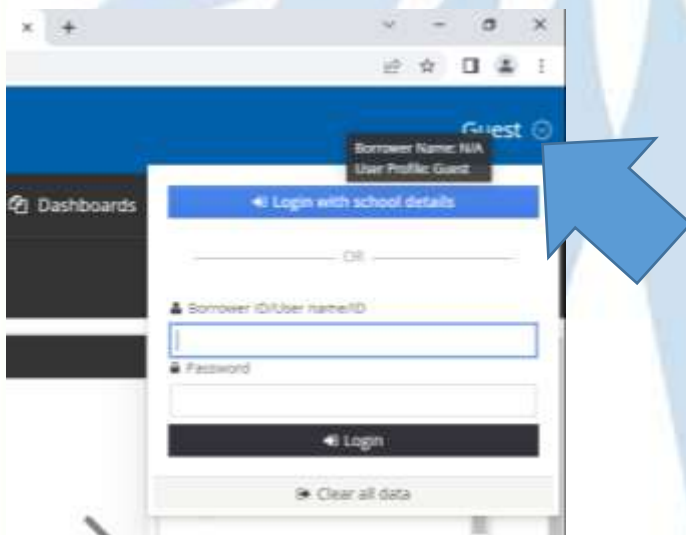 Guest
Borrower Name: N/A
User Profile: Guest
Dashboards
Login with school details
OR
Borrower ID/User name/ID
Password
Login
Clear all data